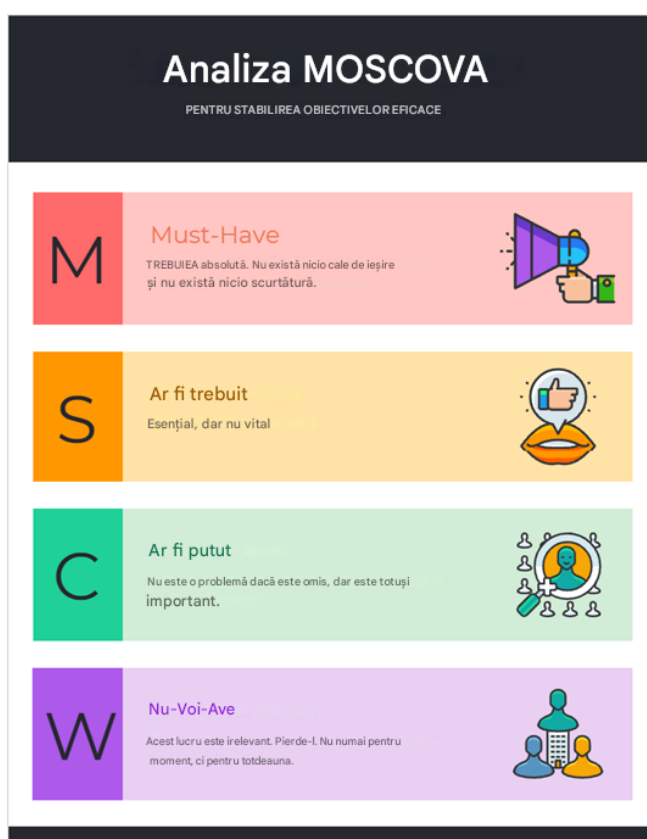 Analiza MOSCOVA
PENTRU STABILIREA OBIECTIVELOR EFICACE
M
Must-Have
TREBUIEA absolută. Nu există nicio cale de ieșire
și nu există nicio scurtătură.
S
Ar fi trebuit
Esențial, dar nu vital
C
Ar fi putut
Nu este o problemă dacă este omis, dar este totuși
important.
W
Nu-Voi-Ave
Acest lucru este irelevant. Pierde-l. Nu numai pentru
moment, ci pentru totdeauna.